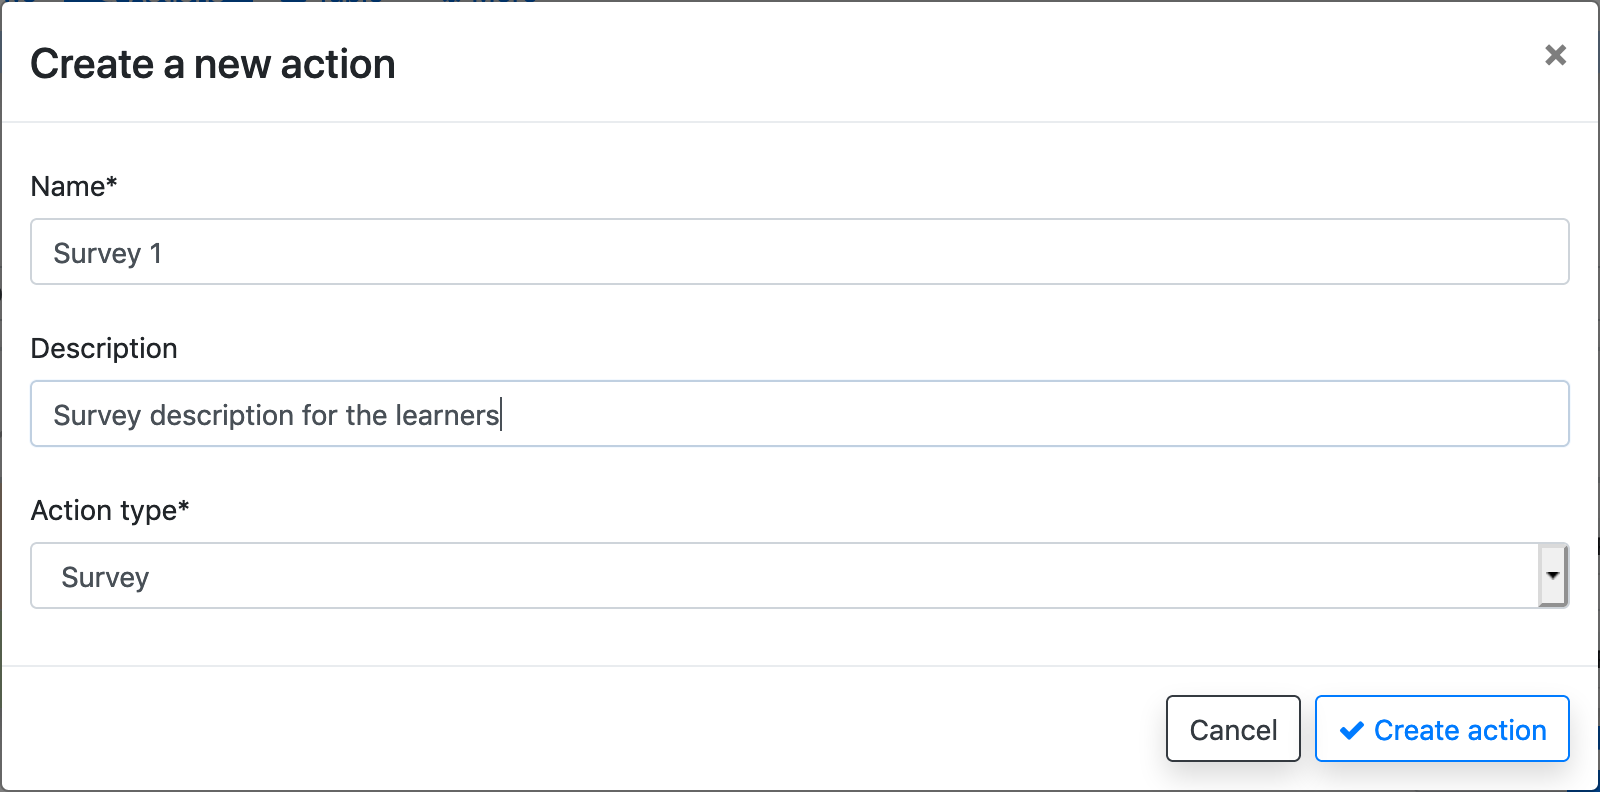 Create a new action
Name*
Survey 1
Description
Survey description for the learners
Action type*
Survey
Cancel
Create action